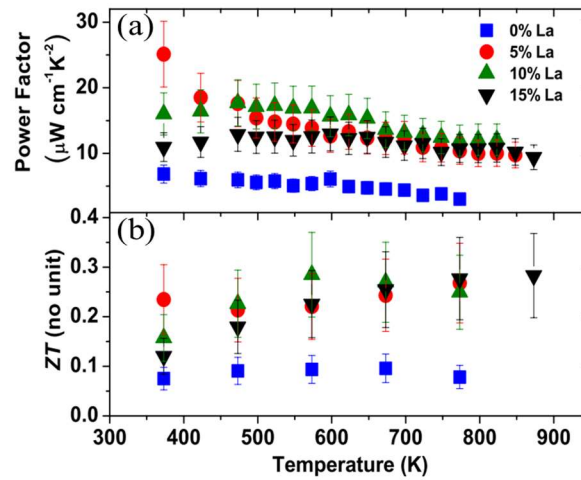 (a)
0% La
5% La
10% La
15% La
Power Factor
(μW cm⁻¹K⁻²)
30
20
10
(b)
ZT (no unit)
0.4
0.3
0.2
0.1
0.0
300 400 500 600 700 800 900
Temperature (K)